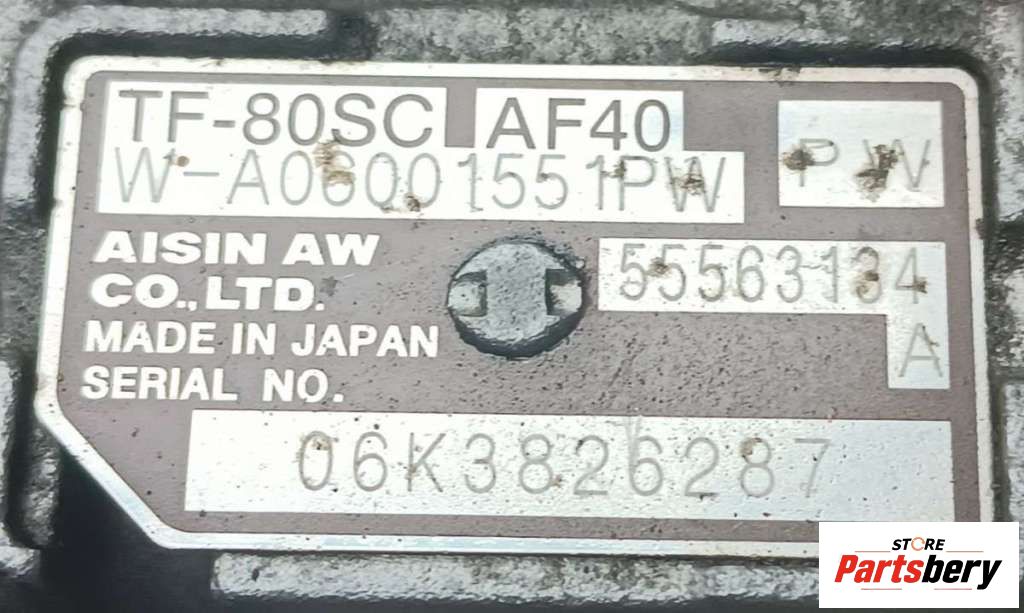 TF-80SC AF40
W-A06001551PW PW
AISIN AW
CO.,LTD.
55563134
MADE IN JAPAN
A
SERIAL NO.
06K3826287
STORE
Partsbery